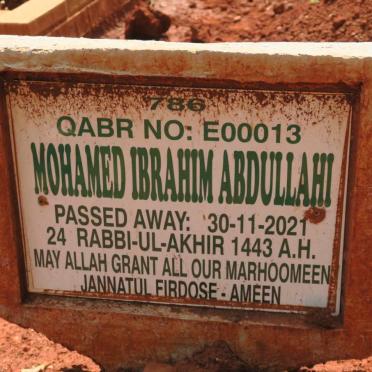 786
QABR NO: E00013
MOHAMED IBRAHIM ABDULLAHI
PASSED AWAY: 30-11-2021
24 RABBI-UL-AKHIR 1443 A.H.
MAY ALLAH GRANT ALL OUR MARHOOMEEN
JANNATUL FIRDOSE - AMEEN